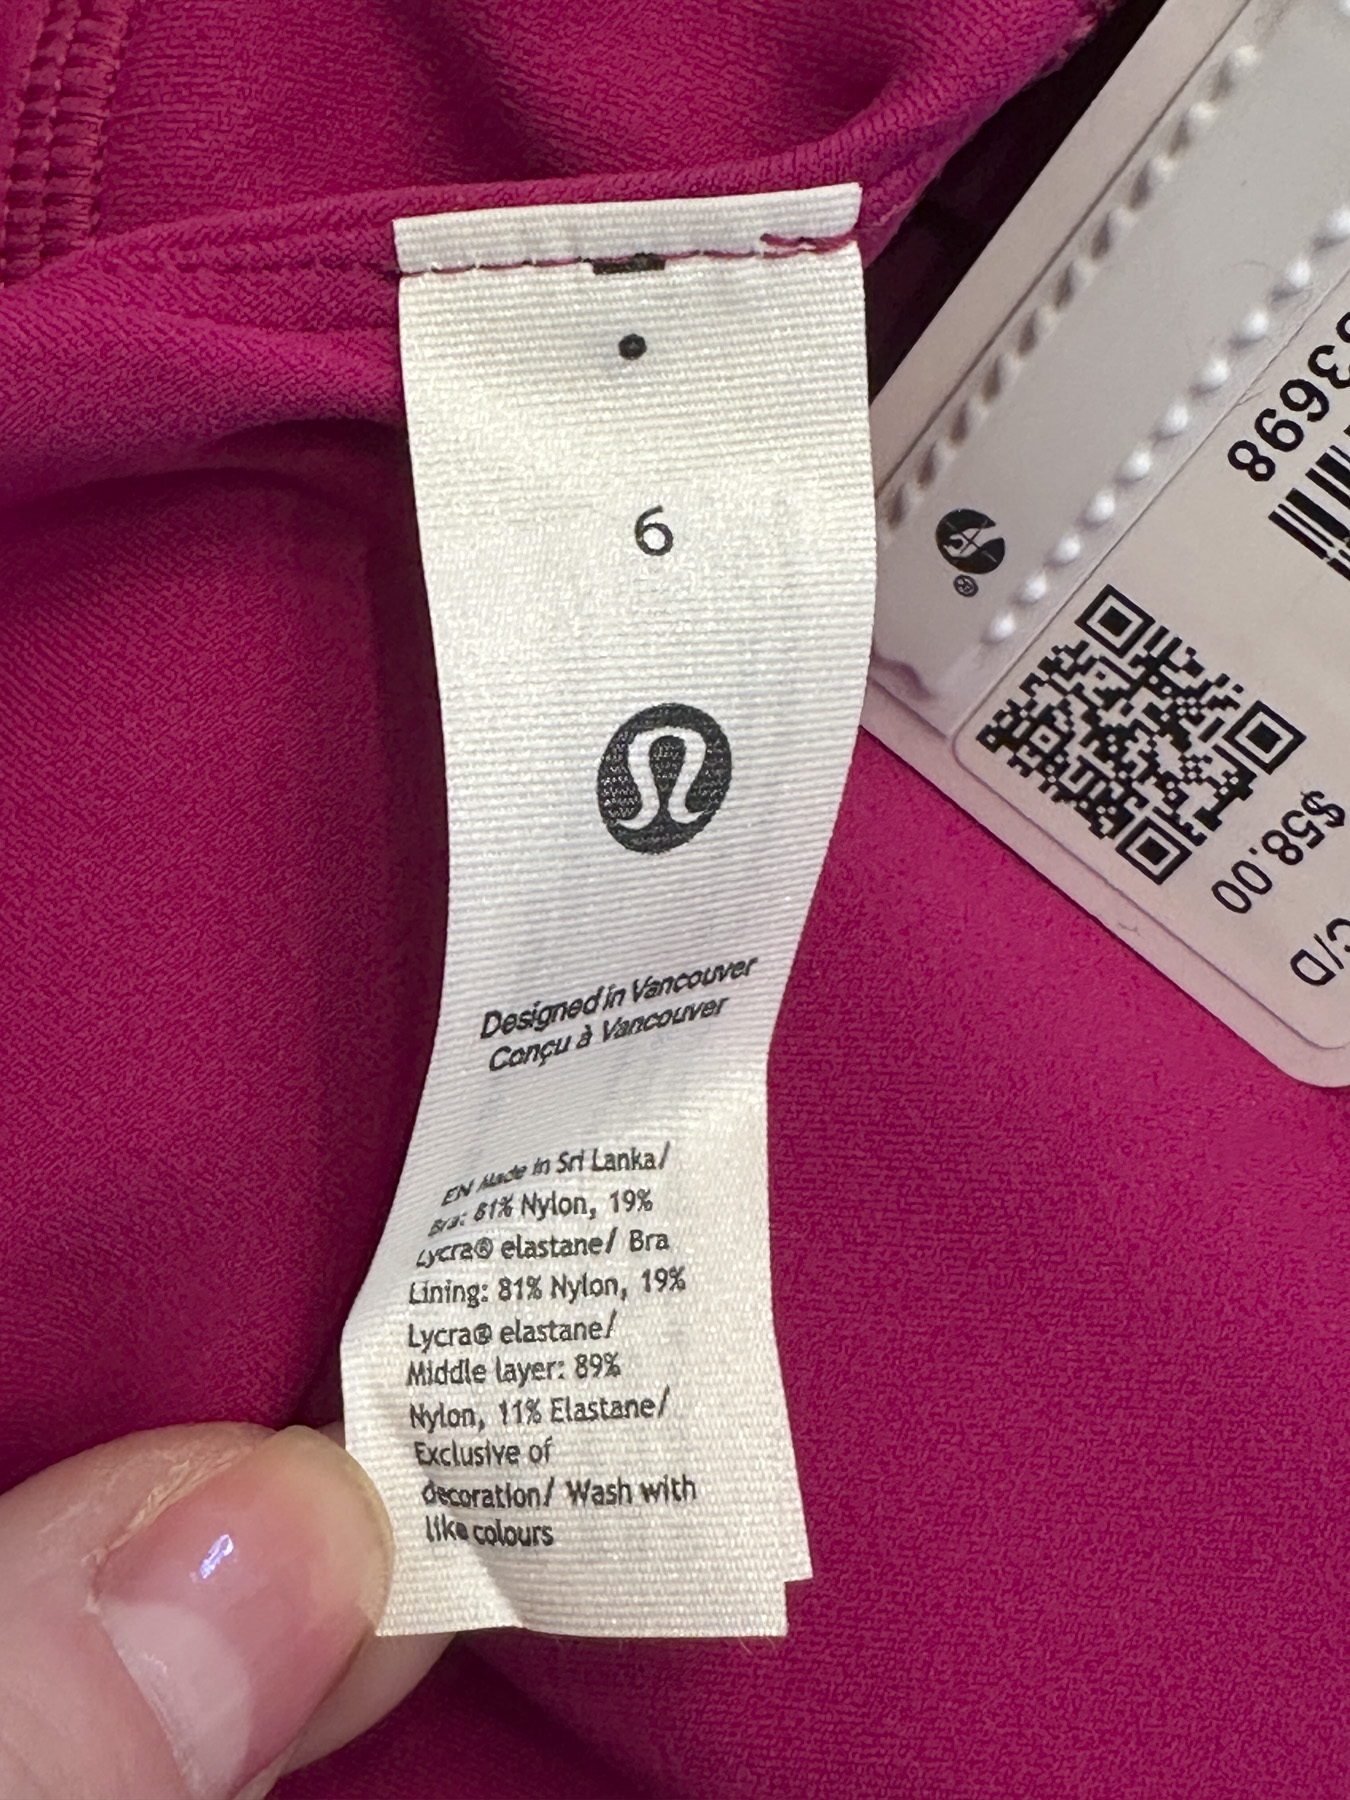 6
Designed in Vancouver
Conçu à Vancouver
EN Made in Sri Lanka/
Bra: 81% Nylon, 19%
Lycra® elastane/ Bra
Lining: 81% Nylon, 19%
Lycra® elastane/
Middle layer: 89%
Nylon, 11% Elastane/
Exclusive of
decoration/ Wash with
like colours
®
3698
$58.00
C/D